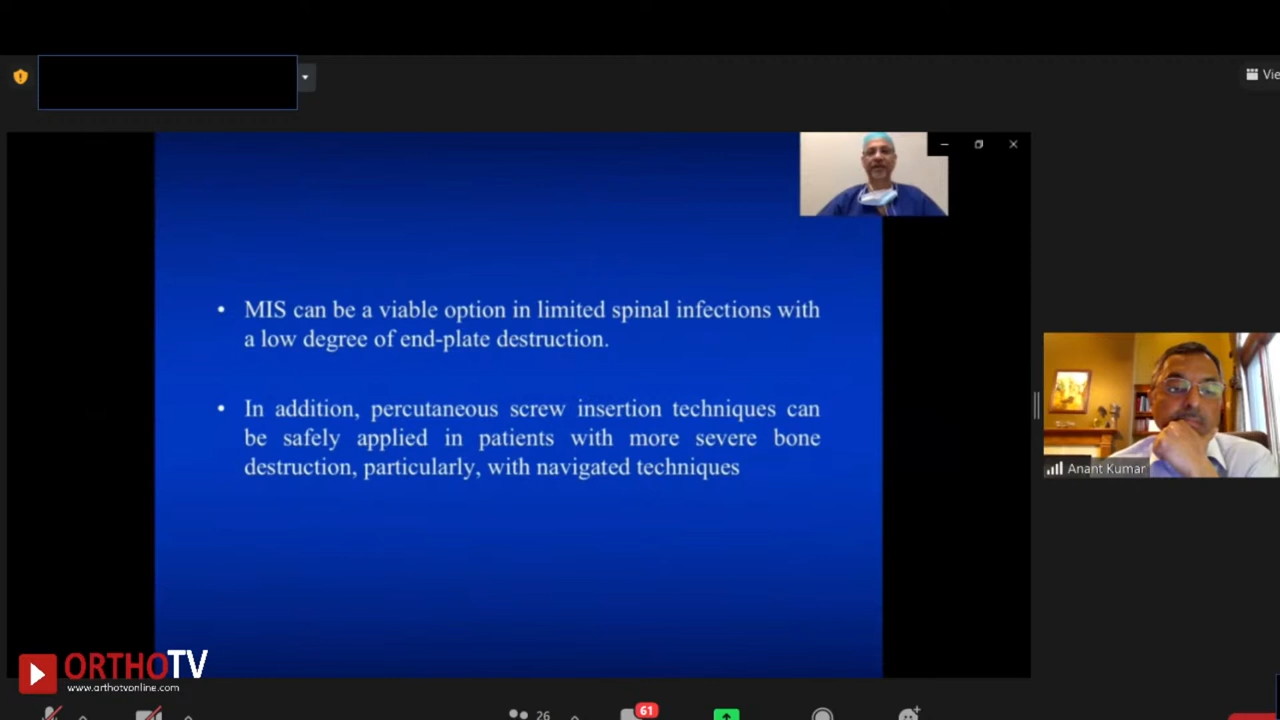 Vie
• MIS can be a viable option in limited spinal infections with
a low degree of end-plate destruction.
• In addition, percutaneous screw insertion techniques can
be safely applied in patients with more severe bone
destruction, particularly, with navigated techniques
Anant Kumar
ORTHOTV
www.orthotvonline.com
26
61